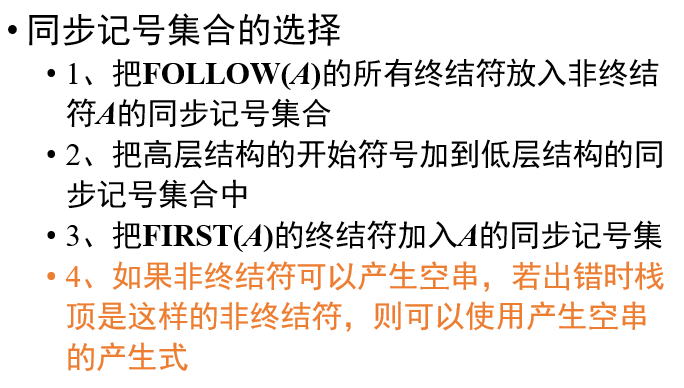 • 同步记号集合的选择
• 1、把FOLLOW(A)的所有终结符放入非终结
符A的同步记号集合
• 2、把高层结构的开始符号加到低层结构的同
步记号集合中
• 3、把FIRST(A)的终结符加入A的同步记号集
• 4、如果非终结符可以产生空串，若出错时栈
顶是这样的非终结符，则可以使用产生空串
的产生式